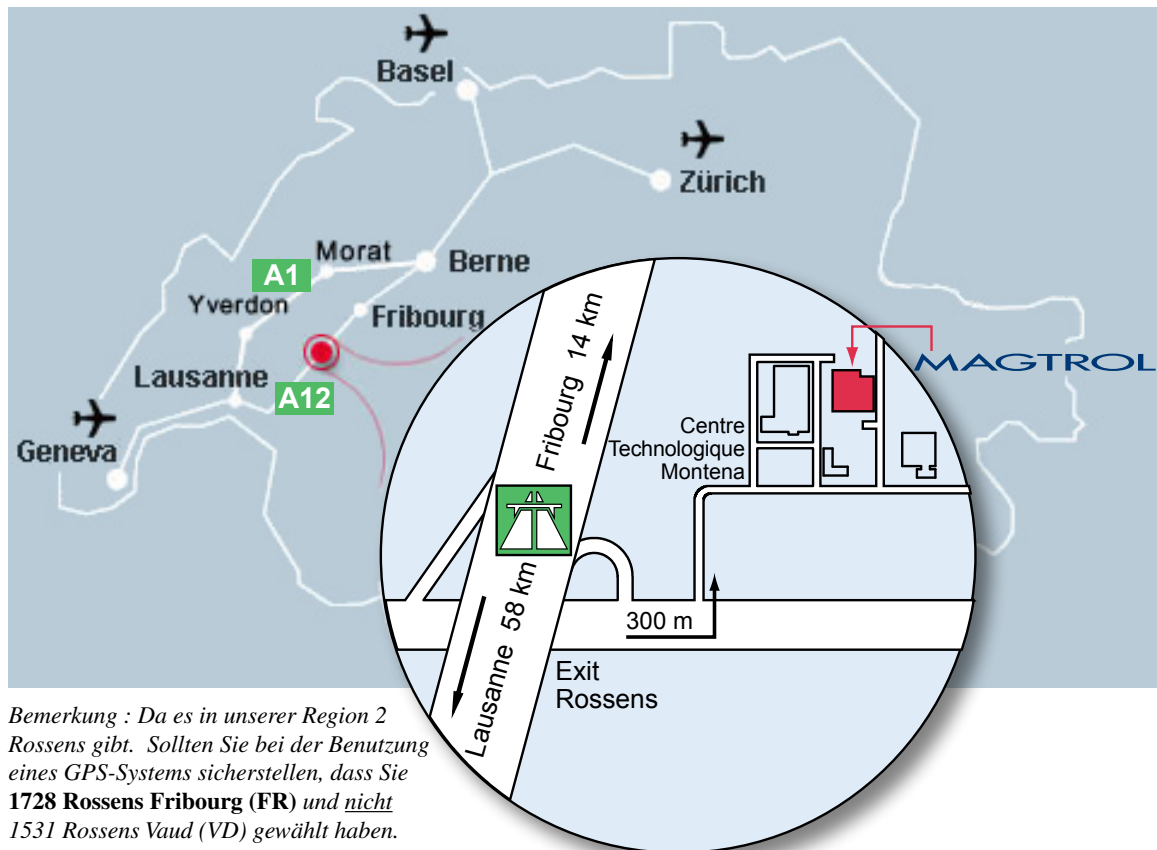 Basel
Zürich
Morat
Berne
A1
Yverdon
Fribourg
Lausanne
A12
Geneva
Fribourg 14 km
MAGTROL
Centre
Technologique
Montena
Lausanne 58 km
300 m
Exit
Rossens
Bemerkung : Da es in unserer Region 2
Rossens gibt. Sollten Sie bei der Benutzung
eines GPS-Systems sicherstellen, dass Sie
1728 Rossens Fribourg (FR) und nicht
1531 Rossens Vaud (VD) gewählt haben.